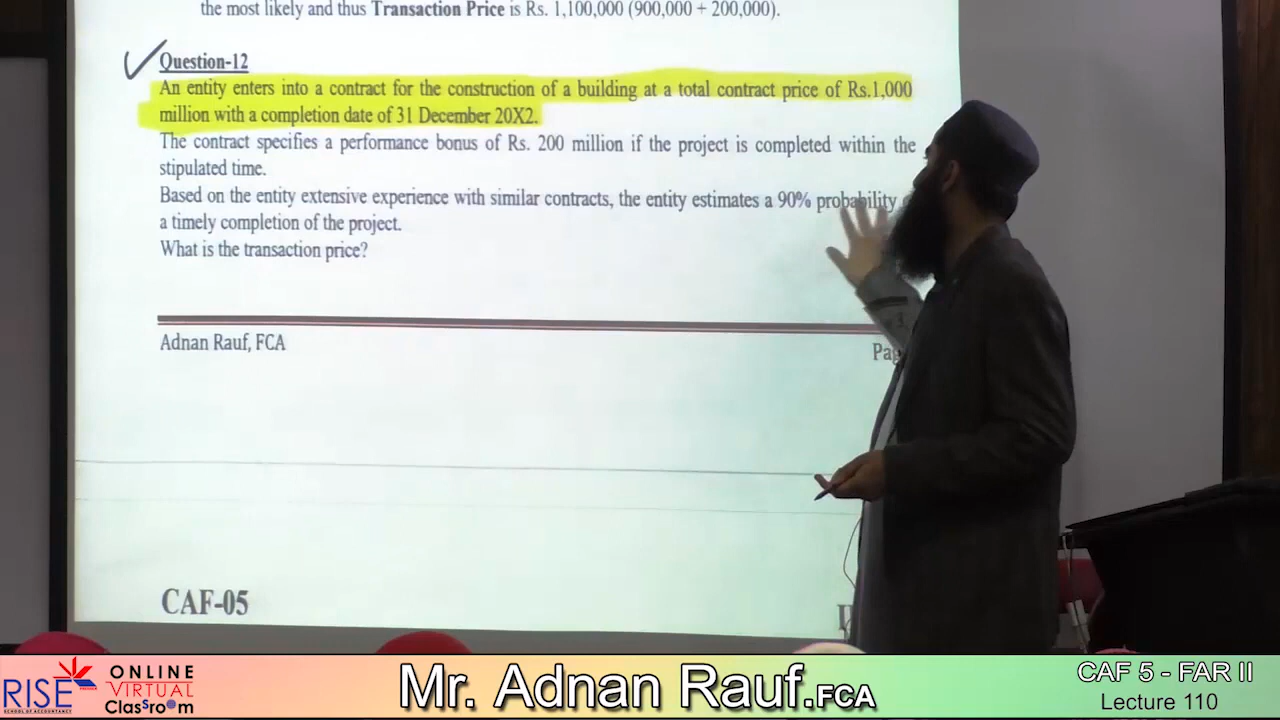 the most likely and thus Transaction Price is Rs. 1,100,000 (900,000 + 200,000).
Question-12
An entity enters into a contract for the construction of a building at a total contract price of Rs.1,000
million with a completion date of 31 December 20X2.
The contract specifies a performance bonus of Rs. 200 million if the project is completed within the
stipulated time.
Based on the entity extensive experience with similar contracts, the entity estimates a 90% probability
a timely completion of the project.
What is the transaction price?
Adnan Rauf, FCA
CAF-05
RISE
SCHOOL OF ACCOUNTANCY
ONLINE
VIRTUAL
Classroom
Mr. Adnan Rauf.FCA
CAF 5 - FAR II
Lecture 110